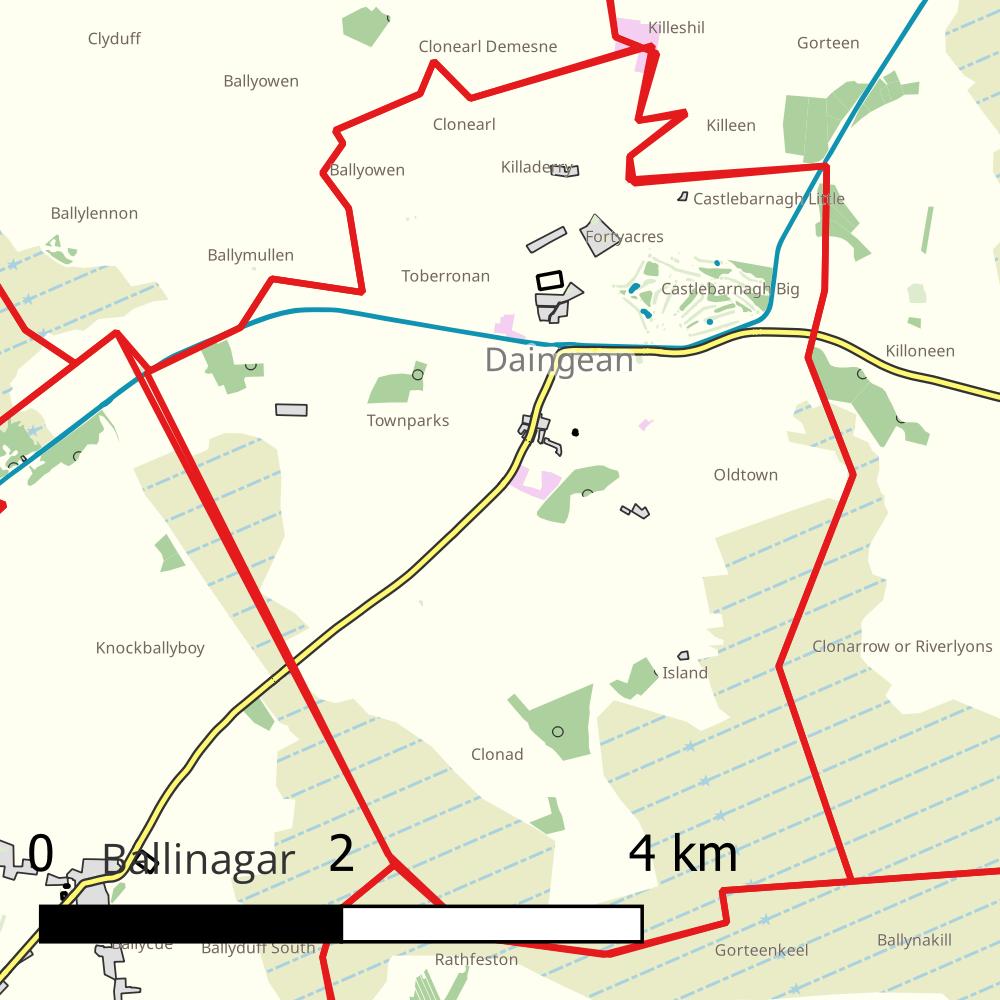 Clyduff
Killeshil
Gorteen
Clonearl Demesne
Ballyowen
Clonearl
Killeen
Ballyowen
Killaderry
Castlebarnagh Little
Ballylennon
Fortyacres
Ballymullen
Toberronan
Castlebarnagh Big
Daingean
Killoneen
Townparks
Oldtown
Knockballyboy
Clonarrow or Riverlyons
Island
Clonad
0 2 4 km
Ballinagar
Ballyduff South
Rathfeston
Gorteenkeel
Ballynakill